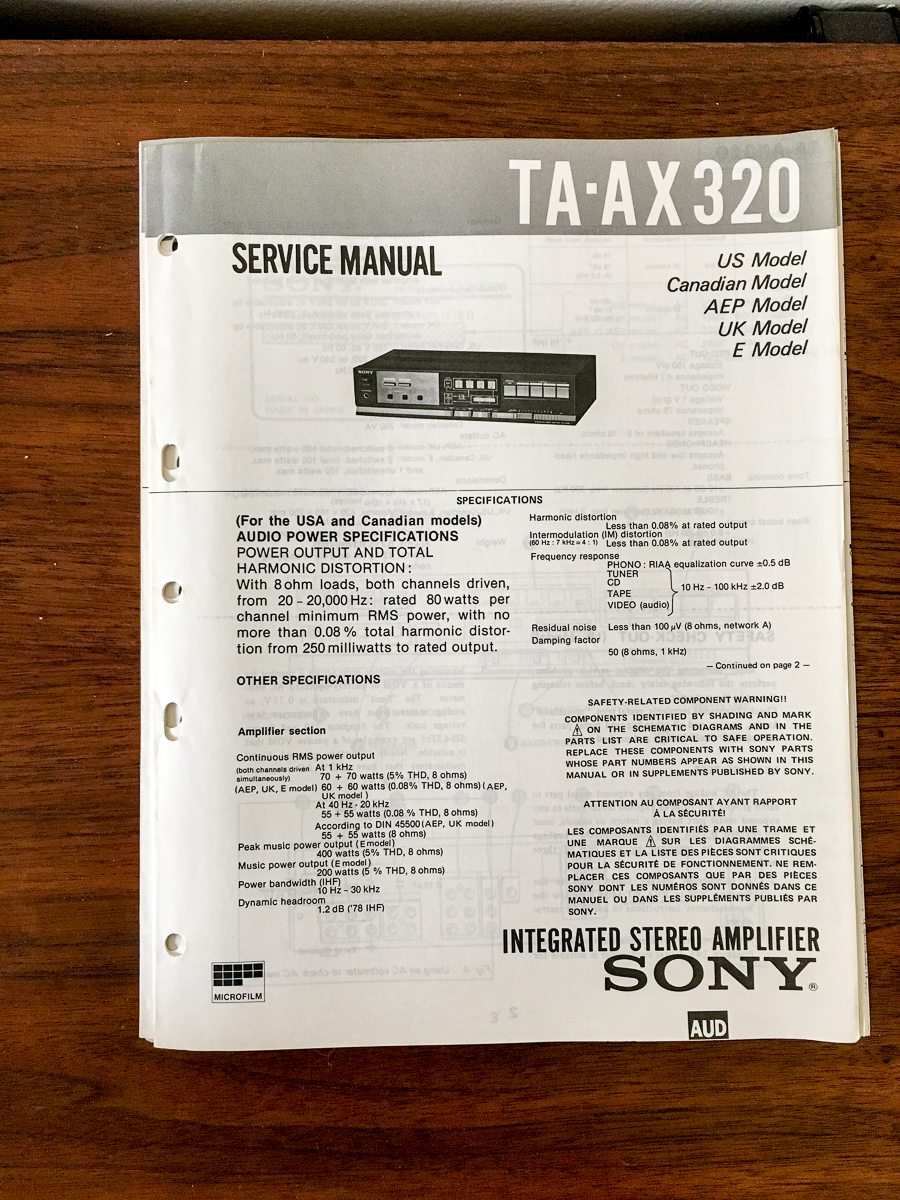 TA-AX320
SERVICE MANUAL
US Model
Canadian Model
AEP Model
UK Model
E Model
SONY
SPECIFICATIONS
(For the USA and Canadian models)
AUDIO POWER SPECIFICATIONS
POWER OUTPUT AND TOTAL
HARMONIC DISTORTION:
With 8 ohm loads, both channels driven,
from 20 – 20,000 Hz: rated 80 watts per
channel minimum RMS power, with no
more than 0.08 % total harmonic distor-
tion from 250 milliwatts to rated output.
OTHER SPECIFICATIONS
Amplifier section
Continuous RMS power output
(both channels driven simultaneously) At 1 kHz
(AEP, UK, E model) 70 + 70 watts (5% THD, 8 ohms)
60 + 60 watts (0.08% THD, 8 ohms) (AEP,
UK model)
At 40 Hz - 20 kHz
55 + 55 watts (0.08 % THD, 8 ohms)
According to DIN 45500 (AEP, UK model)
55 + 55 watts (8 ohms)
Peak music power output (E model)
400 watts (5% THD, 8 ohms)
Music power output (E model)
200 watts (5 % THD, 8 ohms)
Power bandwidth (IHF)
10 Hz – 30 kHz
Dynamic headroom
1.2 dB ('78 IHF)
Harmonic distortion
Less than 0.08% at rated output
Intermodulation (IM) distortion
(60 Hz : 7 kHz = 4 : 1) Less than 0.08% at rated output
Frequency response
PHONO : RIAA equalization curve ±0.5 dB
TUNER
CD
TAPE
VIDEO (audio)
10 Hz – 100 kHz ±2.0 dB
Residual noise Less than 100 μV (8 ohms, network A)
Damping factor
50 (8 ohms, 1 kHz)
— Continued on page 2 —
SAFETY-RELATED COMPONENT WARNING!!
COMPONENTS IDENTIFIED BY SHADING AND MARK
⚠ ON THE SCHEMATIC DIAGRAMS AND IN THE
PARTS LIST ARE CRITICAL TO SAFE OPERATION.
REPLACE THESE COMPONENTS WITH SONY PARTS
WHOSE PART NUMBERS APPEAR AS SHOWN IN THIS
MANUAL OR IN SUPPLEMENTS PUBLISHED BY SONY.
ATTENTION AU COMPOSANT AYANT RAPPORT
À LA SÉCURITÉ!
LES COMPOSANTS IDENTIFIÉS PAR UNE TRAME ET
UNE MARQUE ⚠ SUR LES DIAGRAMMES SCHÉ-
MATIQUES ET LA LISTE DES PIÈCES SONT CRITIQUES
POUR LA SÉCURITÉ DE FONCTIONNEMENT. NE REM-
PLACER CES COMPOSANTS QUE PAR DES PIÈCES
SONY DONT LES NUMÉROS SONT DONNÉS DANS CE
MANUEL OU DANS LES SUPPLÉMENTS PUBLIÉS PAR
SONY.
INTEGRATED STEREO AMPLIFIER
SONY®
MICROFILM
AUD